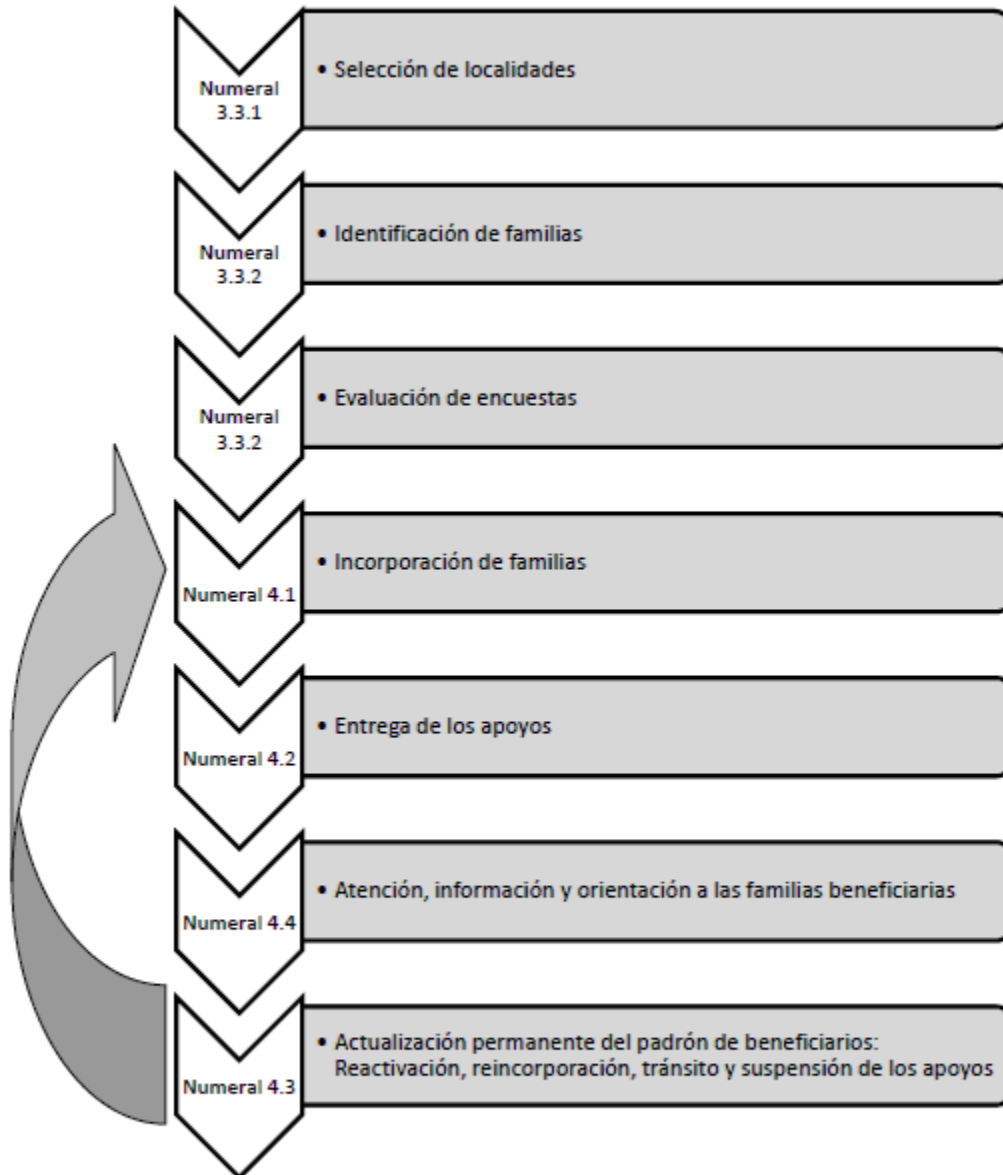 Numeral
3.3.1
• Selección de localidades
Numeral
3.3.2
• Identificación de familias
Numeral
3.3.2
• Evaluación de encuestas
Numeral 4.1
• Incorporación de familias
Numeral 4.2
• Entrega de los apoyos
Numeral 4.4
• Atención, información y orientación a las familias beneficiarias
Numeral 4.3
• Actualización permanente del padrón de beneficiarios:
Reactivación, reincorporación, tránsito y suspensión de los apoyos